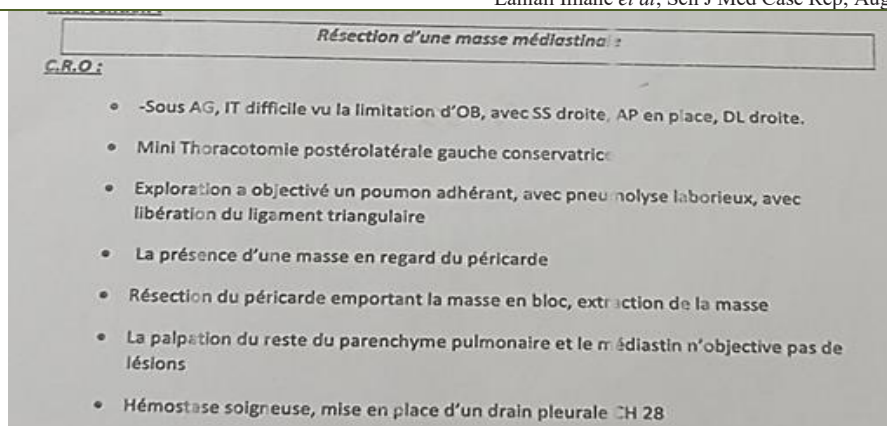 Lamari Imane et al, Sch J Med Case Rep, Aug
Résection d'une masse médiastinale
C.R.O :
• -Sous AG, IT difficile vu la limitation d'OB, avec SS droite, AP en place, DL droite.
• Mini Thoracotomie postérolatérale gauche conservatrice
• Exploration a objectivé un poumon adhérant, avec pneumolyse laborieux, avec
libération du ligament triangulaire
• La présence d'une masse en regard du péricarde
• Résection du péricarde emportant la masse en bloc, extraction de la masse
• La palpation du reste du parenchyme pulmonaire et le médiastin n'objective pas de
lésions
• Hémostase soigneuse, mise en place d'un drain pleurale CH 28